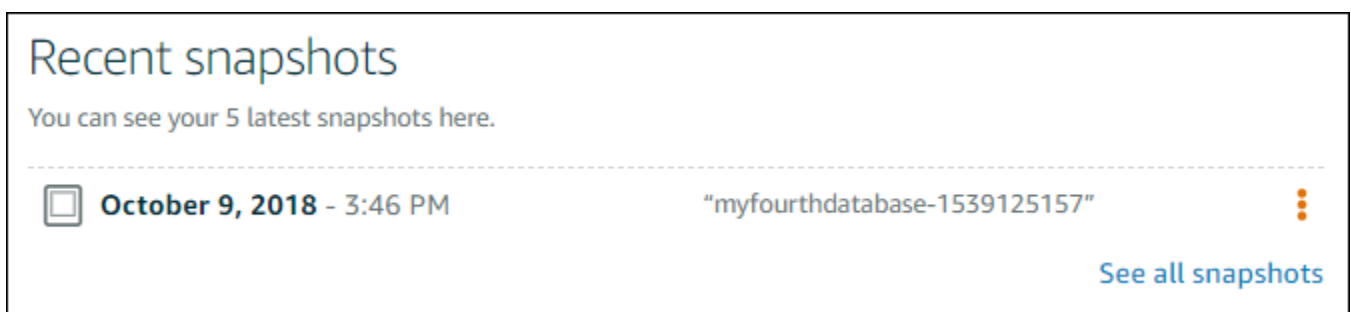 Recent snapshots
You can see your 5 latest snapshots here.
October 9, 2018 - 3:46 PM “myfourthdatabase-1539125157”
See all snapshots